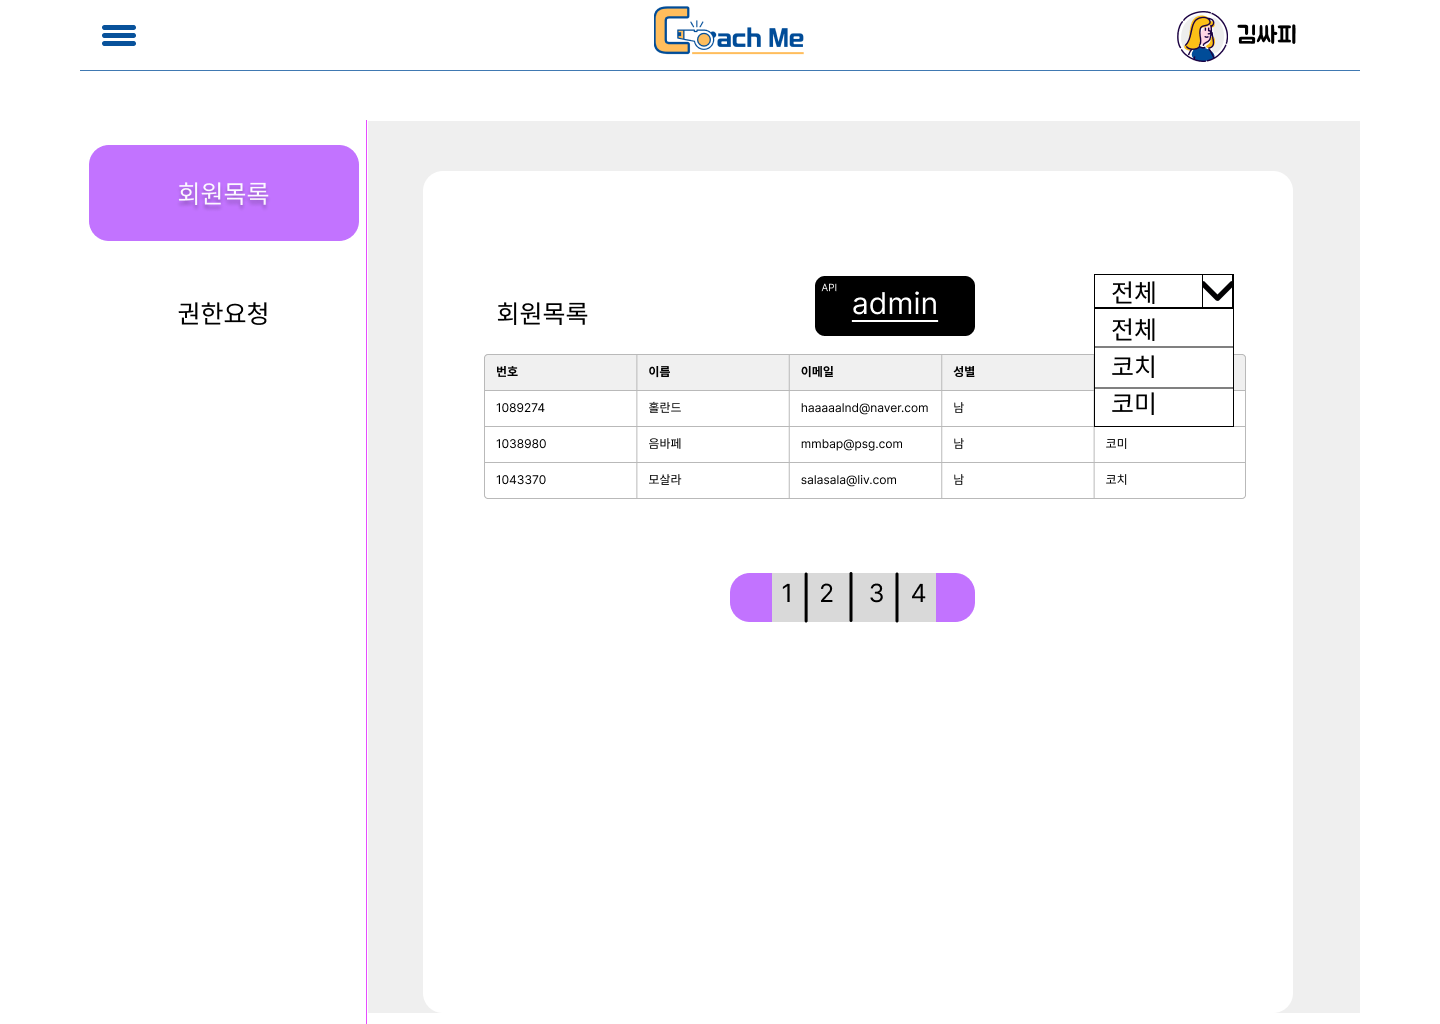 Coach Me
김싸피
회원목록
권한요청
회원목록
API
admin
전체
전체
코치
코미
번호 이름 이메일 성별
1089274 홀란드 haaaaalnd@naver.com 남
1038980 음바페 mmbap@psg.com 남 코미
1043370 모살라 salasala@liv.com 남 코치
1 2 3 4